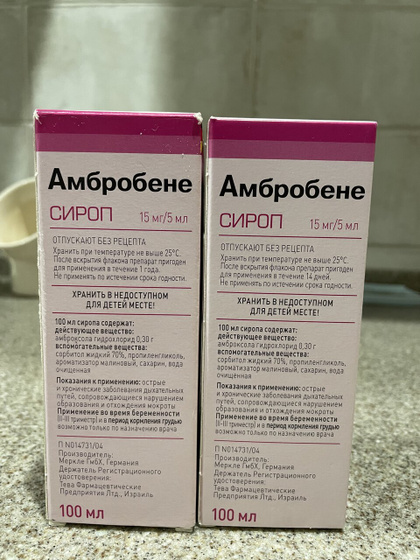 Амбробене
СИРОП 15 мг/5 мл
ОТПУСКАЮТ БЕЗ РЕЦЕПТА
Хранить при температуре не выше 25°С.
После вскрытия флакона препарат пригоден
для применения в течение 1 года.
Не применять по истечении срока годности.
ХРАНИТЬ В НЕДОСТУПНОМ
ДЛЯ ДЕТЕЙ МЕСТЕ!
100 мл сиропа содержат:
действующее вещество:
амброксола гидрохлорид 0,30 г
вспомогательные вещества:
сорбитол жидкий 70%, пропиленгликоль,
ароматизатор малиновый, сахарин, вода
очищенная
Показания к применению: острые
и хронические заболевания дыхательных
путей, сопровождающиеся нарушением
образования и отхождения мокроты
Применение во время беременности
(II-III триместр) и в период кормления грудью
возможно только по назначению врача
П N014731/04
Производитель:
Меркле ГмбХ, Германия
Держатель Регистрационного
удостоверения:
Тева Фармацевтические
Предприятия Лтд., Израиль
100 мл
Амбробене
СИРОП 15 мг/5 мл
ОТПУСКАЮТ БЕЗ РЕЦЕПТА
Хранить при температуре не выше 25°С.
После вскрытия флакона препарат пригоден
для применения в течение 14 дней.
Не применять по истечении срока годности.
ХРАНИТЬ В НЕДОСТУПНОМ
ДЛЯ ДЕТЕЙ МЕСТЕ!
100 мл сиропа содержат:
действующее вещество:
амброксола гидрохлорид 0,30 г
вспомогательные вещества:
сорбитол жидкий 70%, пропиленгликоль,
ароматизатор малиновый, сахарин, вода
очищенная
Показания к применению: острые
и хронические заболевания дыхательных
путей, сопровождающиеся нарушением
образования и отхождения мокроты
Применение во время беременности
(II-III триместр) и в период кормления грудью
возможно только по назначению врача
П N014731/04
Производитель:
Меркле ГмбХ, Германия
Держатель Регистрационного
удостоверения:
Тева Фармацевтические
Предприятия Лтд., Израиль
100 мл